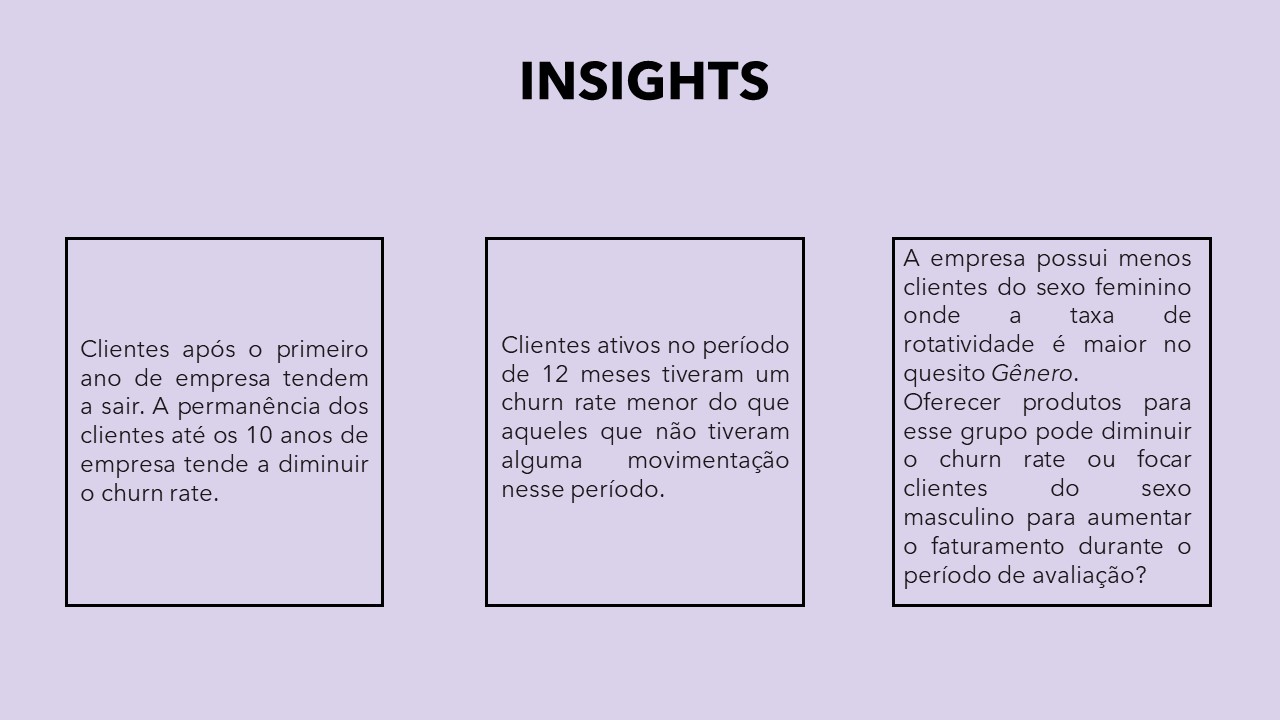 INSIGHTS
Clientes após o primeiro
ano de empresa tendem
a sair. A permanência dos
clientes até os 10 anos de
empresa tende a diminuir
o churn rate.
Clientes ativos no período
de 12 meses tiveram um
churn rate menor do que
aqueles que não tiveram
alguma movimentação
nesse período.
A empresa possui menos
clientes do sexo feminino
onde a taxa de
rotatividade é maior no
quesito Gênero.
Oferecer produtos para
esse grupo pode diminuir
o churn rate ou focar
clientes do sexo
masculino para aumentar
o faturamento durante o
período de avaliação?